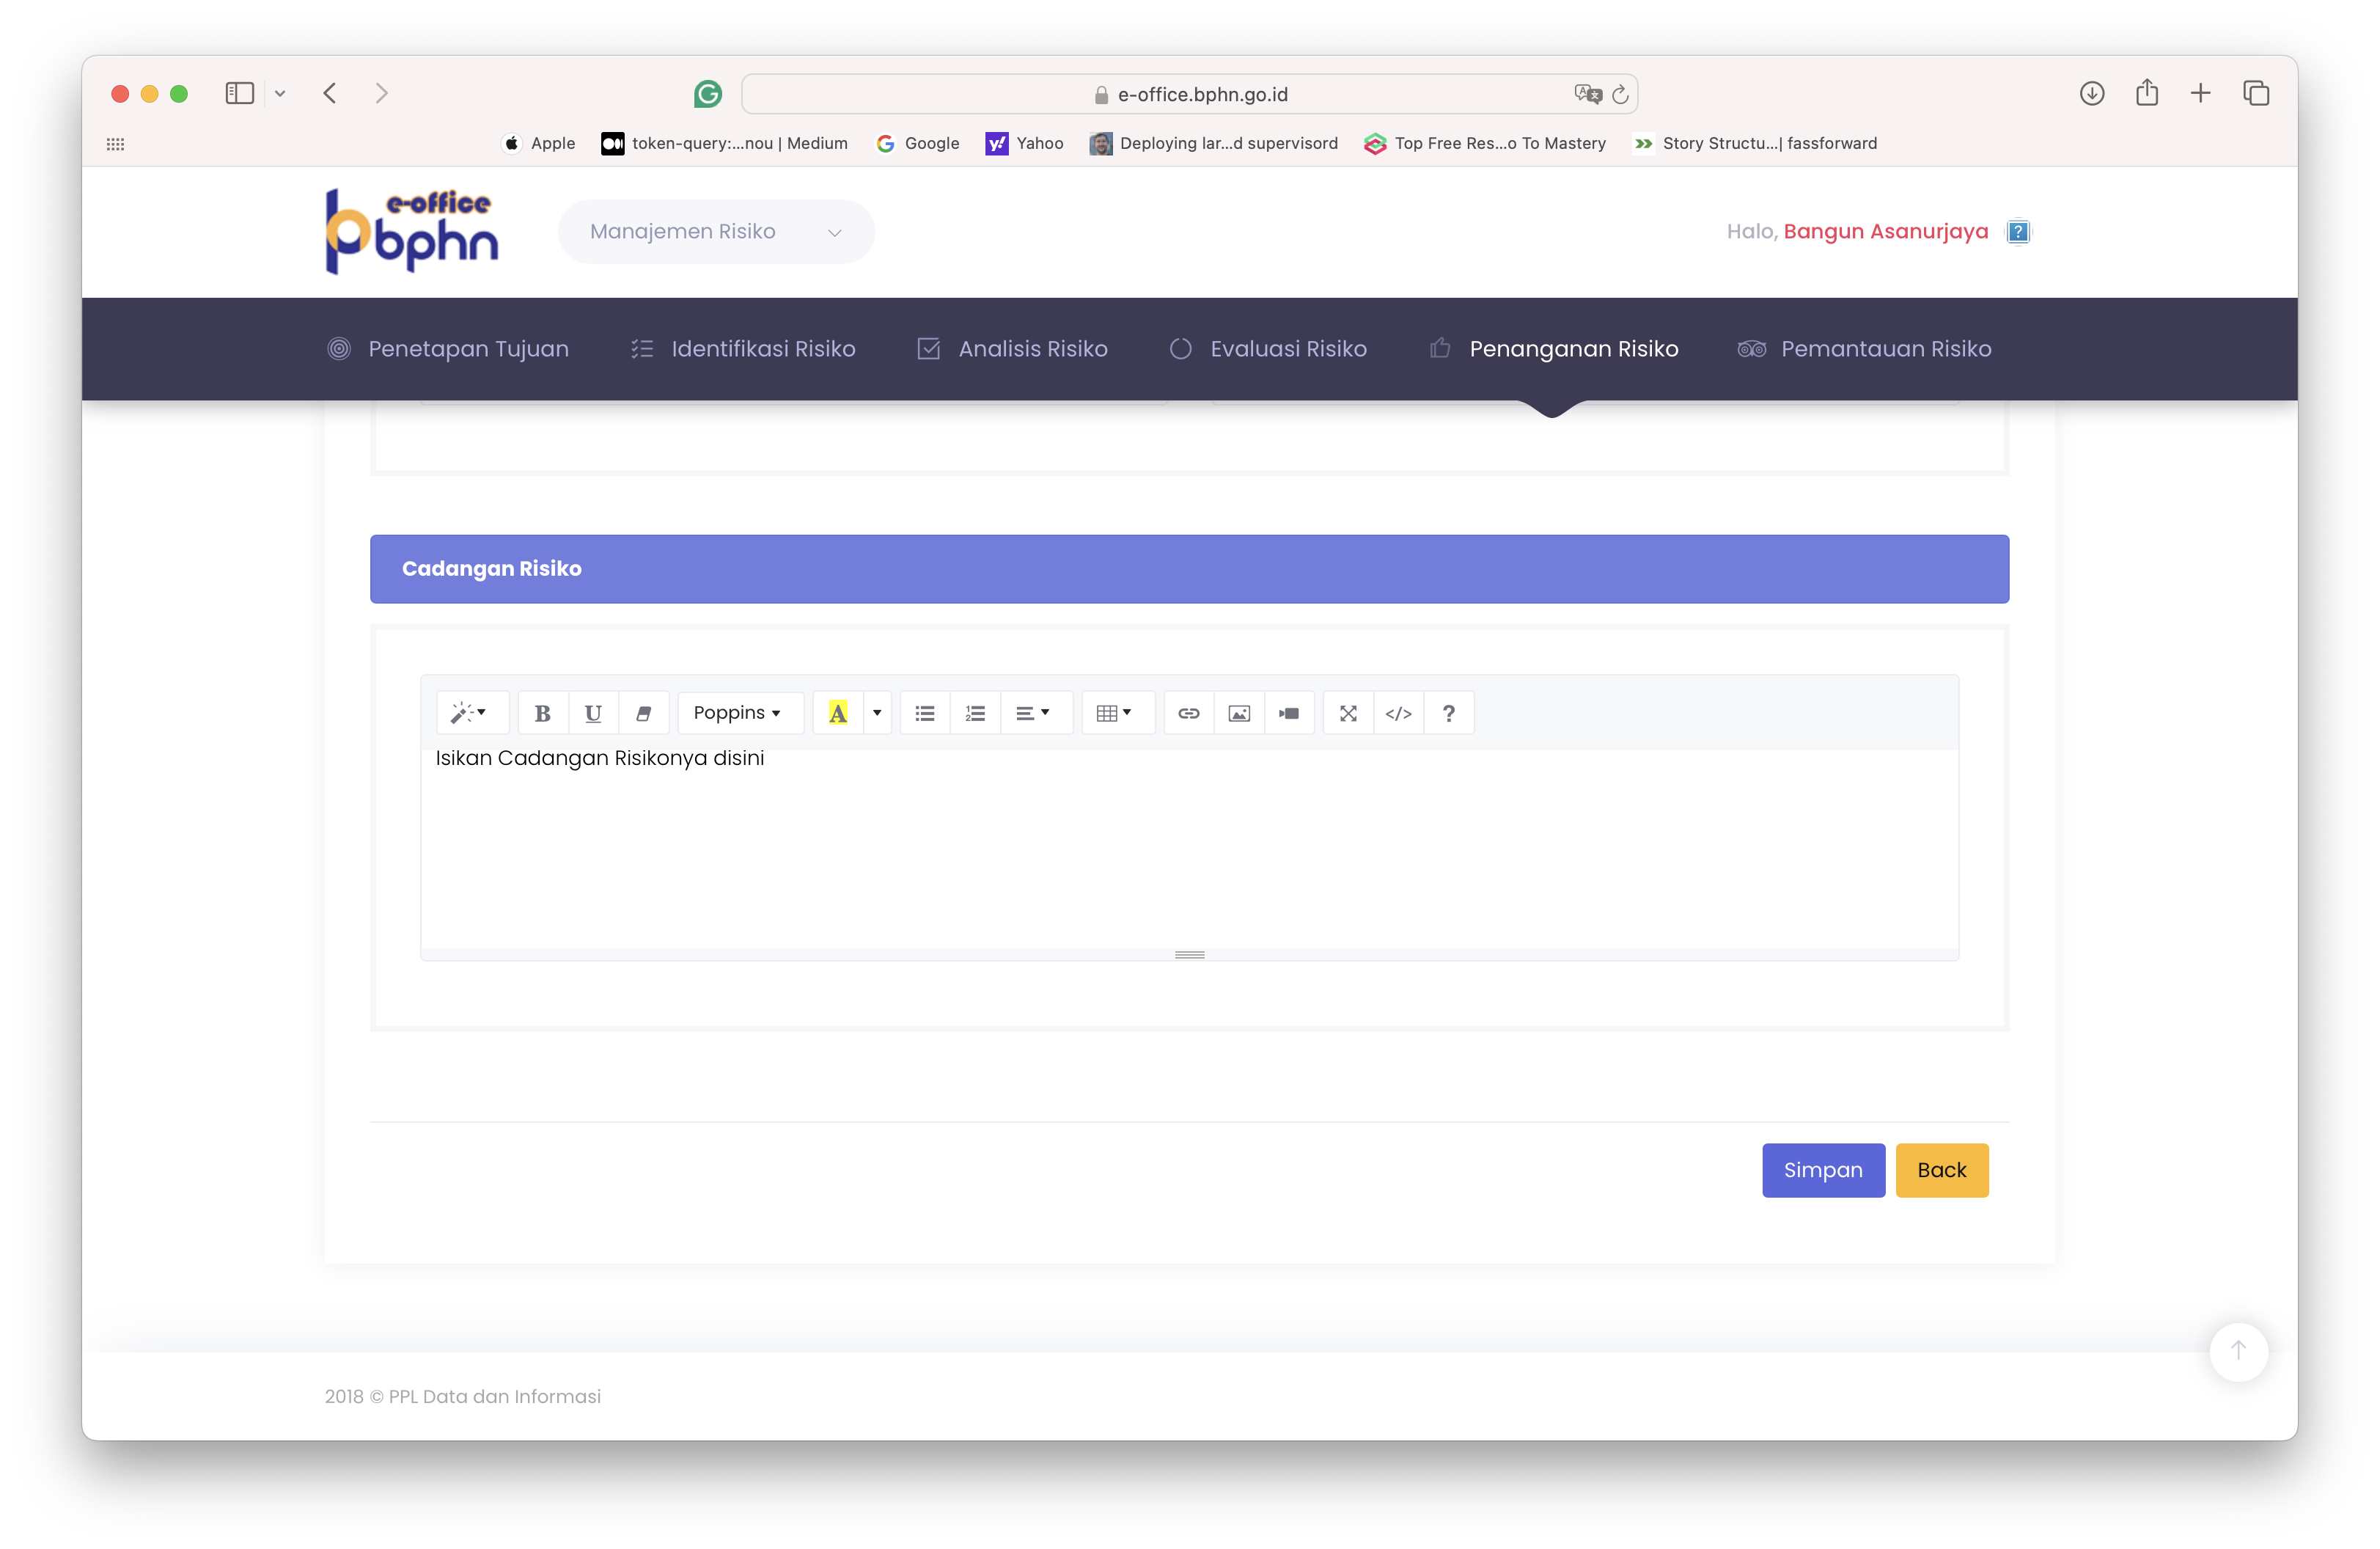 e-office.bphn.go.id
Apple
token-query:...nou | Medium
Google
Yahoo
Deploying lar...d supervisord
Top Free Res...o To Mastery
Story Structu...| fassforward
e-office
bphn
Manajemen Risiko
Halo, Bangun Asanurjaya
?
Penetapan Tujuan
Identifikasi Risiko
Analisis Risiko
Evaluasi Risiko
Penanganan Risiko
Pemantauan Risiko
Cadangan Risiko
B U Poppins A </> ?
Isikan Cadangan Risikonya disini
Simpan
Back
2018 © PPL Data dan Informasi